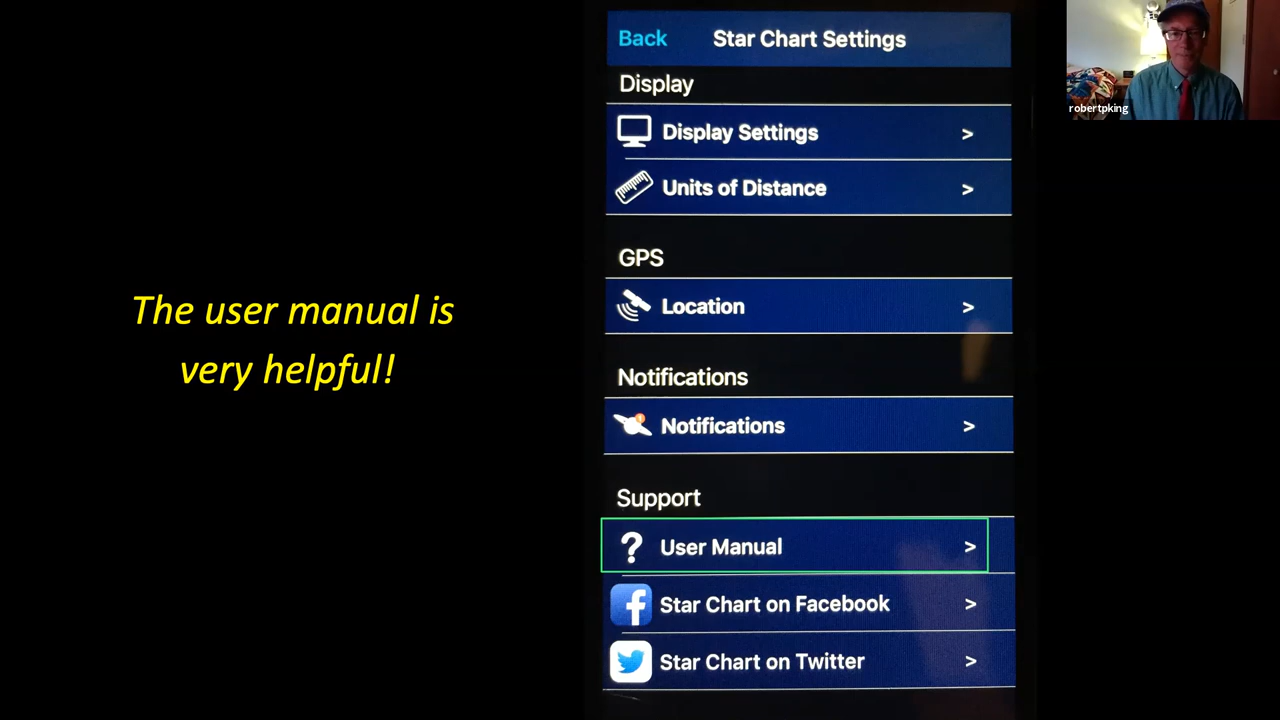 Back Star Chart Settings
robertpking
Display
Display Settings >
Units of Distance >
GPS
Location >
The user manual is
very helpful!
Notifications
Notifications >
Support
? User Manual >
f Star Chart on Facebook >
Star Chart on Twitter >